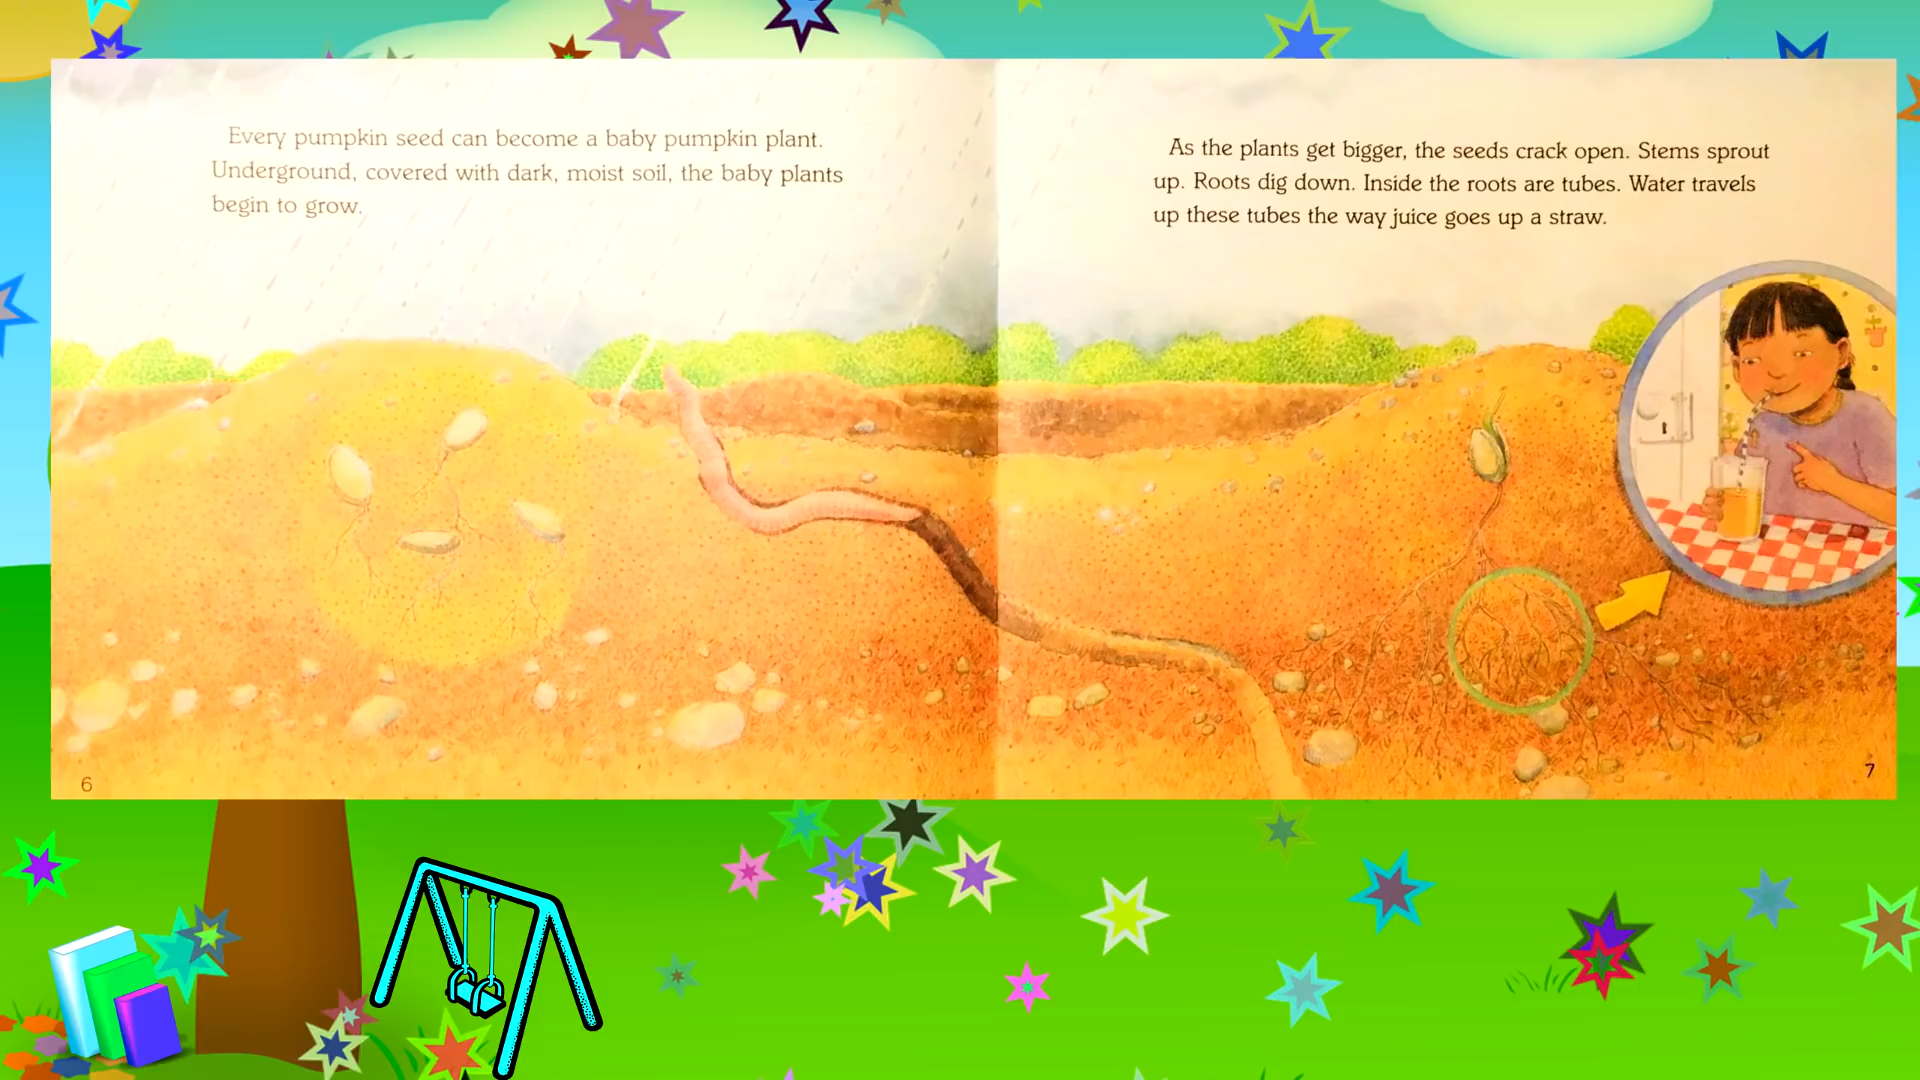 Every pumpkin seed can become a baby pumpkin plant.
Underground, covered with dark, moist soil, the baby plants
begin to grow.
6
As the plants get bigger, the seeds crack open. Stems sprout
up. Roots dig down. Inside the roots are tubes. Water travels
up these tubes the way juice goes up a straw.
7